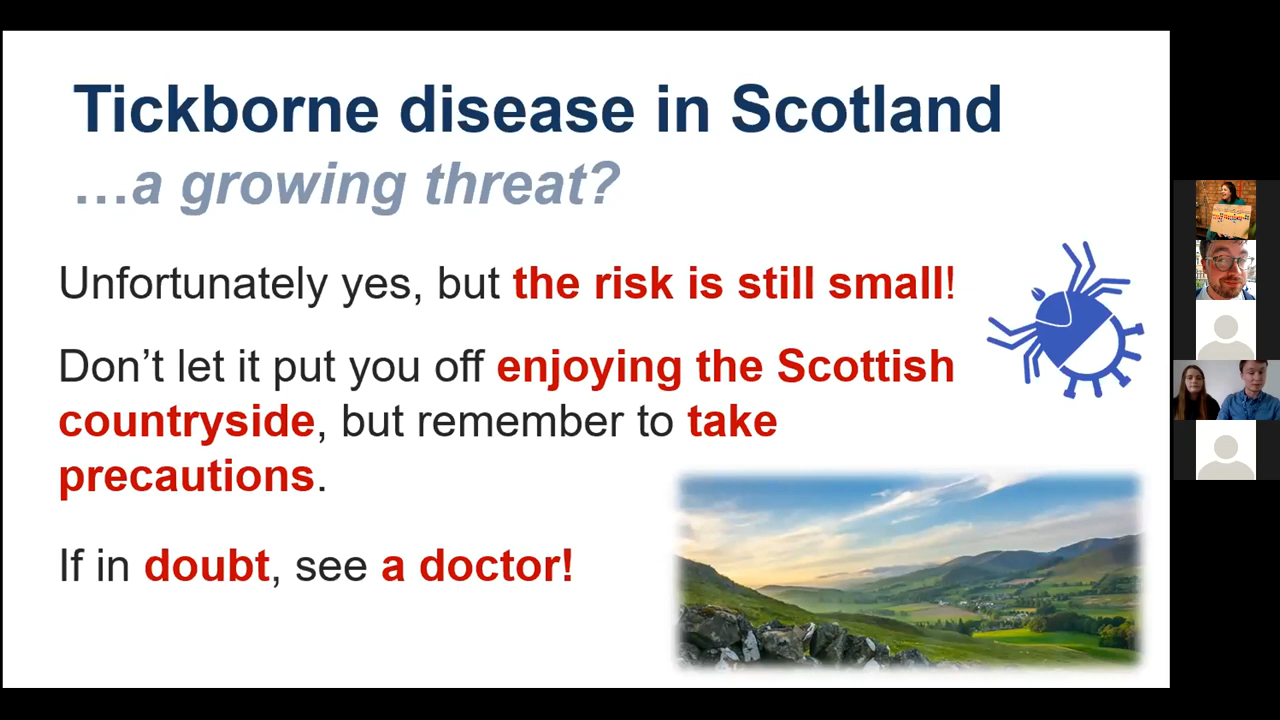 Tickborne disease in Scotland
…a growing threat?
Unfortunately yes, but the risk is still small!
Don’t let it put you off enjoying the Scottish
countryside, but remember to take
precautions.
If in doubt, see a doctor!